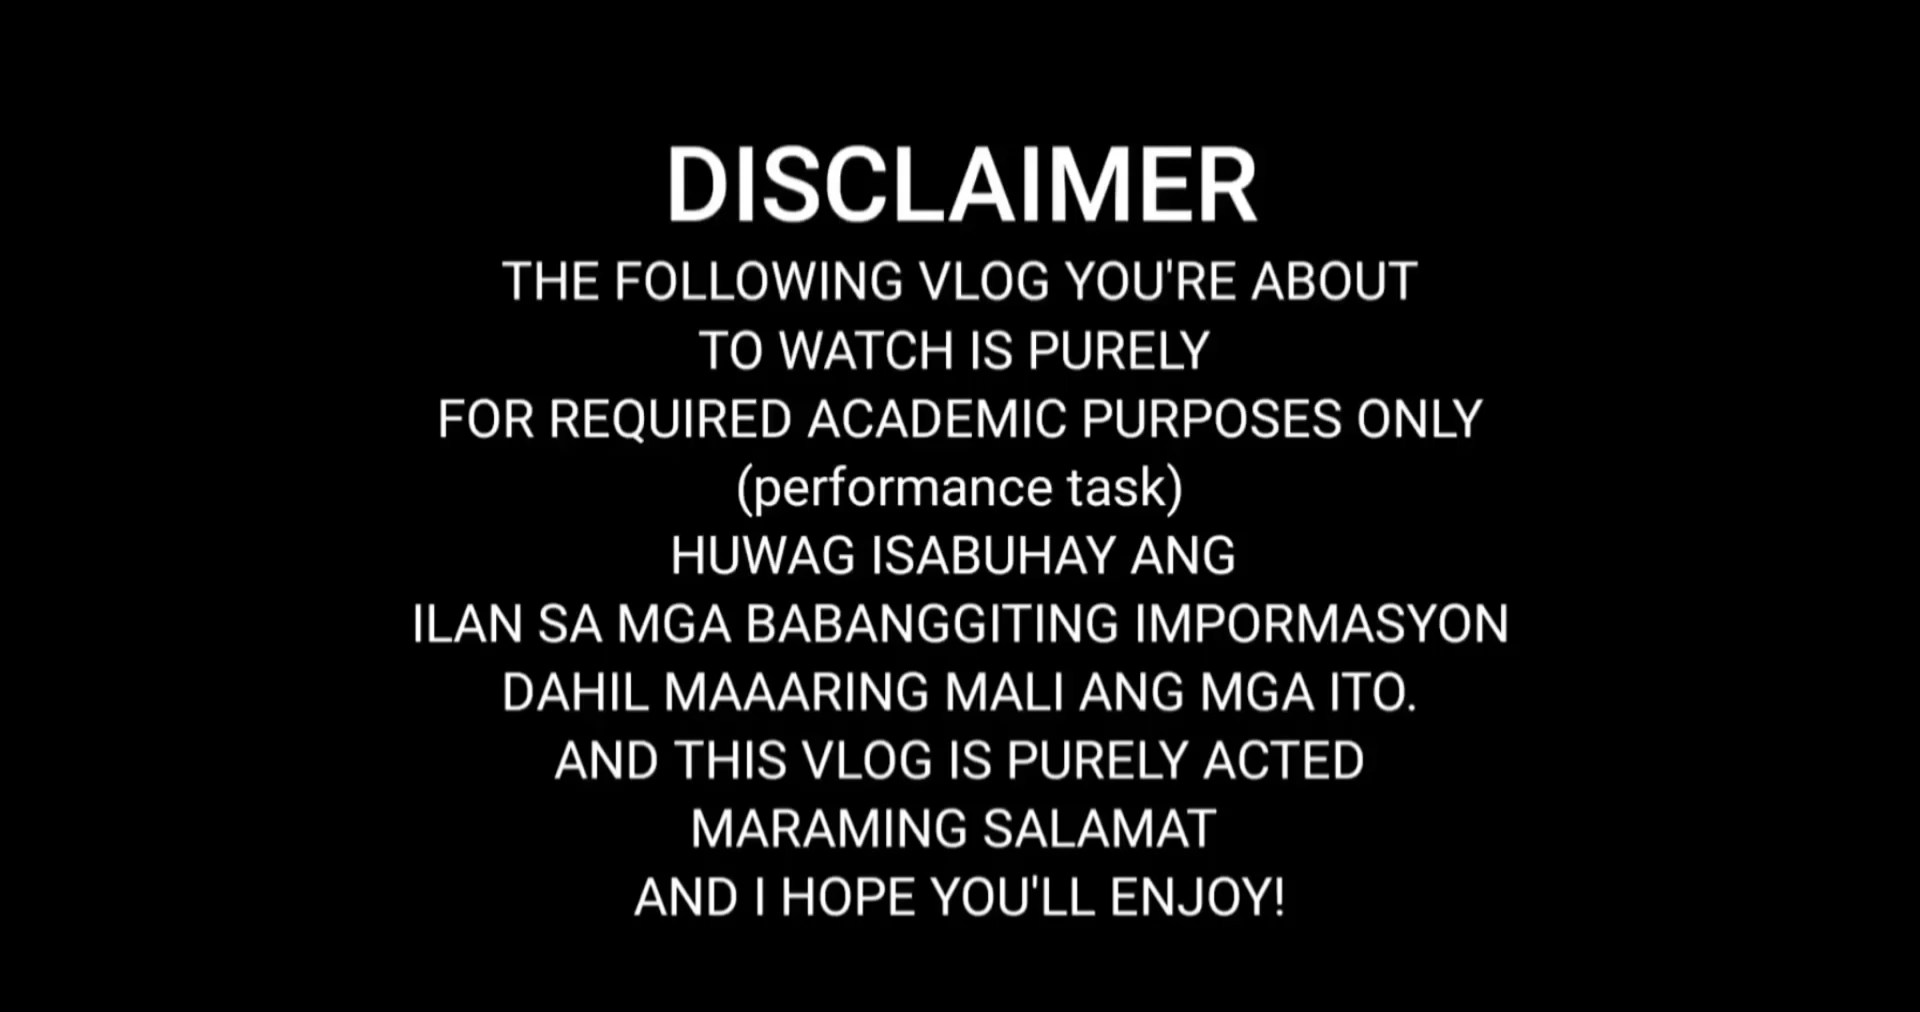 DISCLAIMER
THE FOLLOWING VLOG YOU'RE ABOUT
TO WATCH IS PURELY
FOR REQUIRED ACADEMIC PURPOSES ONLY
(performance task)
HUWAG ISABUHAY ANG
ILAN SA MGA BABANGGITING IMPORMASYON
DAHIL MAAARING MALI ANG MGA ITO.
AND THIS VLOG IS PURELY ACTED
MARAMING SALAMAT
AND I HOPE YOU'LL ENJOY!